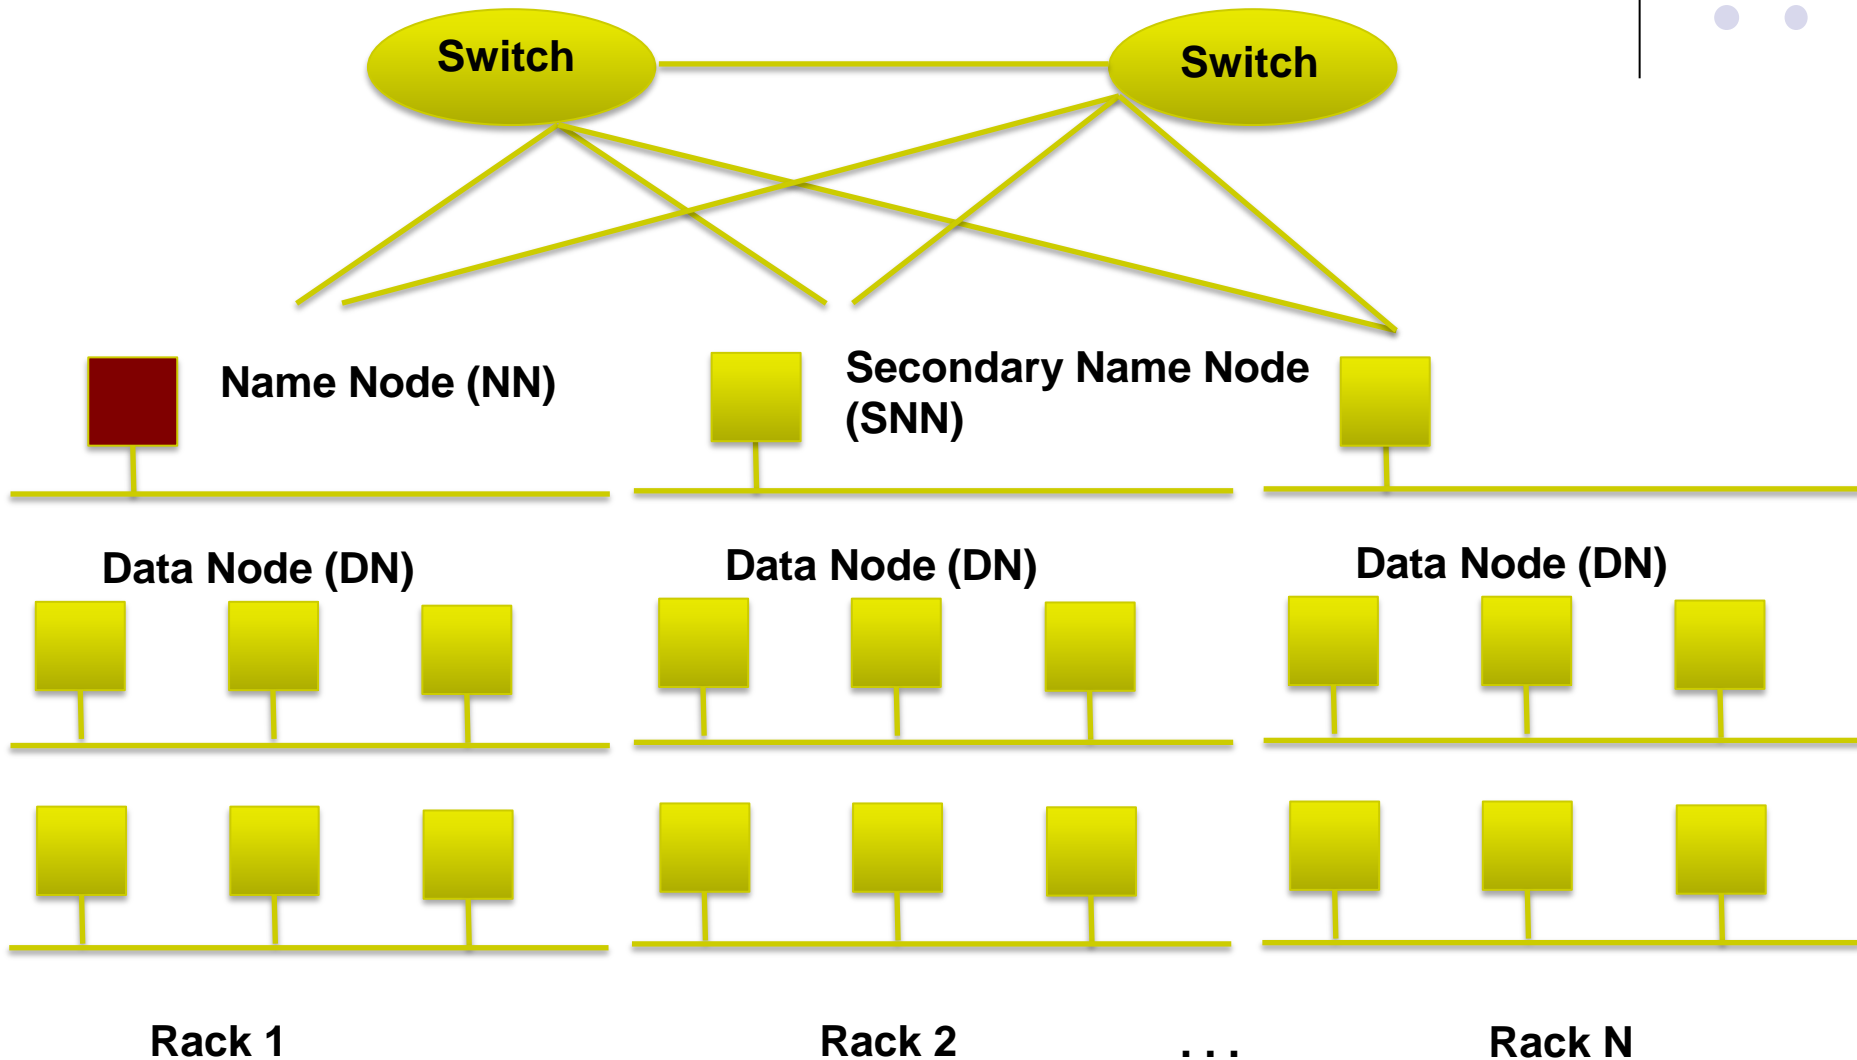 Switch
Switch
Name Node (NN)
Secondary Name Node
(SNN)
Data Node (DN)
Data Node (DN)
Data Node (DN)
Rack 1
Rack 2
. . .
Rack N